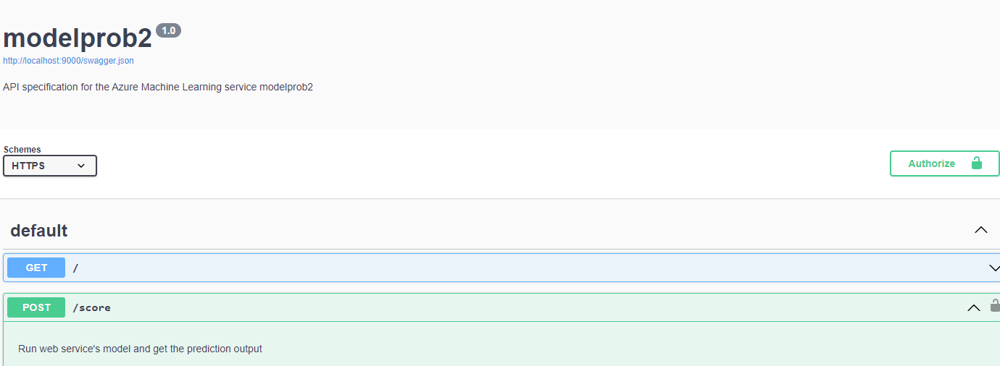 modelprob2 1.0
http://localhost:9000/swagger.json
API specification for the Azure Machine Learning service modelprob2
Schemes
HTTPS
Authorize
default
GET /
POST /score
Run web service's model and get the prediction output